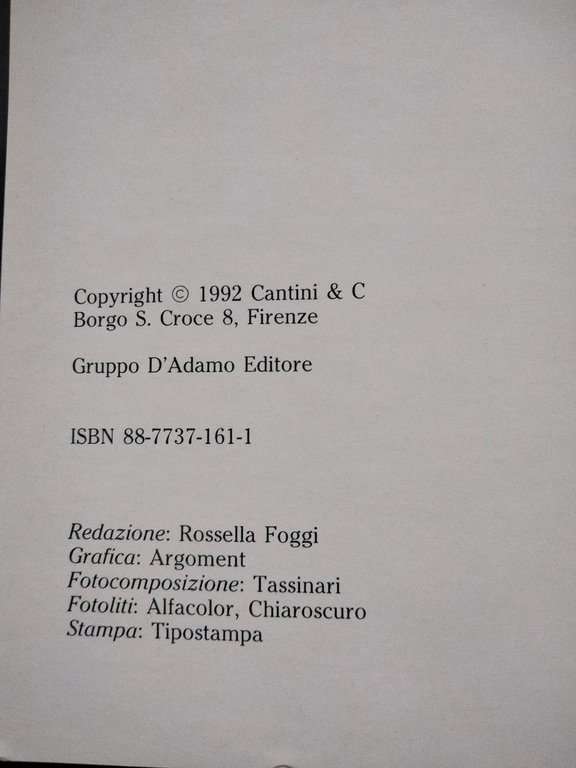 Copyright © 1992 Cantini & C
Borgo S. Croce 8, Firenze
Gruppo D'Adamo Editore
ISBN 88-7737-161-1
Redazione: Rossella Foggi
Grafica: Argoment
Fotocomposizione: Tassinari
Fotoliti: Alfacolor, Chiaroscuro
Stampa: Tipostampa